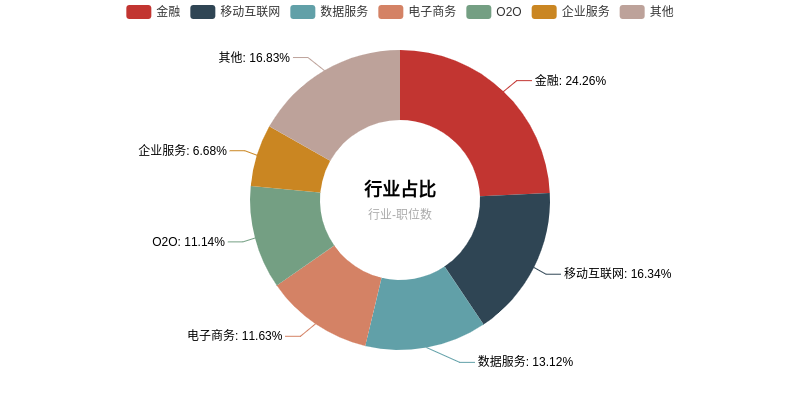 金融 移动互联网 数据服务 电子商务 O2O 企业服务 其他
其他: 16.83%
金融: 24.26%
企业服务: 6.68%
行业占比
行业-职位数
O2O: 11.14%
移动互联网: 16.34%
电子商务: 11.63%
数据服务: 13.12%